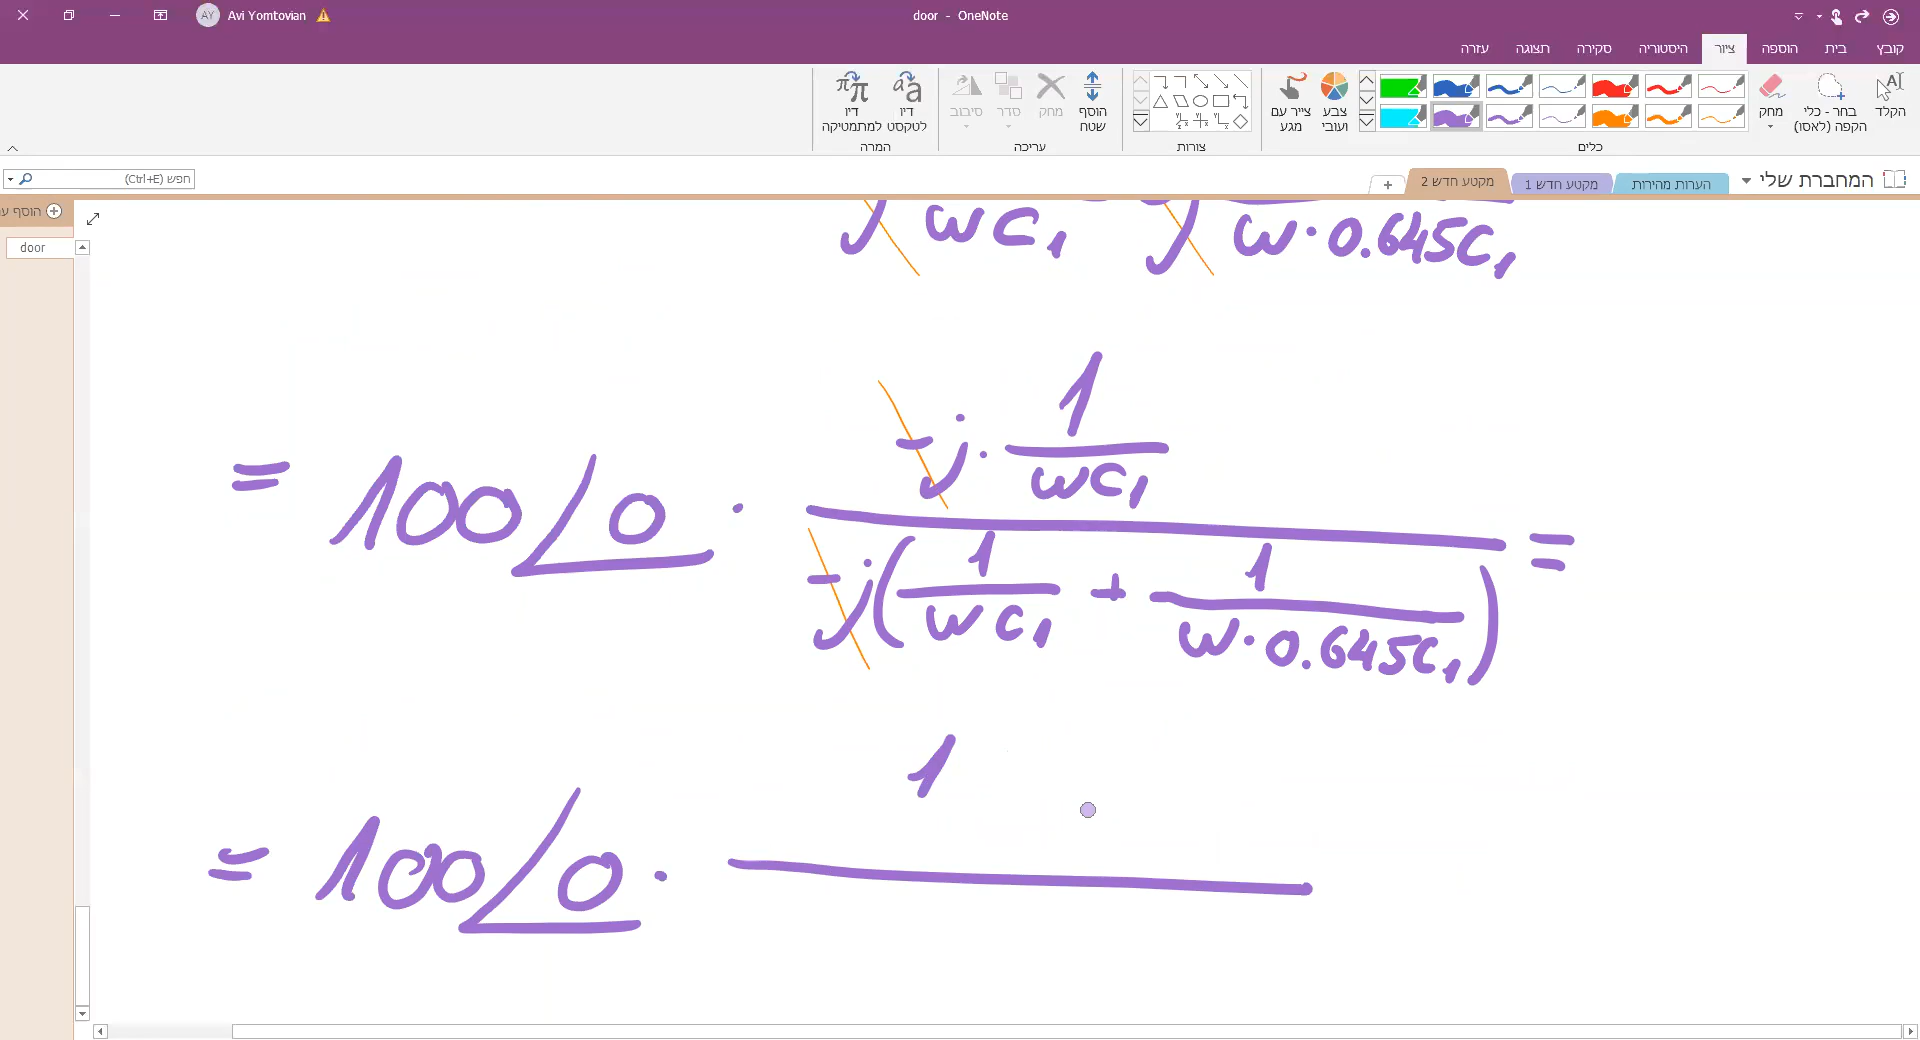 Avi Yomtovian
door - OneNote
קובץ בית הוספה ציור היסטוריה סקירה תצוגה עזרה
הקלד
בחר - כלי הקפה (לאסו)
מחק
כלים
צבע ועובי
צייר עם מגע
צורות
הוסף שטח
מחק
סדר
סיבוב
עריכה
דיו לטקסט
דיו למתמטיקה
המרה
המחברת שלי
הערות מהירות
מקטע חדש 1
מקטע חדש 2
+
חפש (Ctrl+E)
הוסף
door
j wC₁ j w·0.645C₁
= 100∠0 · (-j · 1/(wC₁)) / (-j(1/(wC₁) + 1/(w·0.645C₁))) =
1
= 100∠0 ·